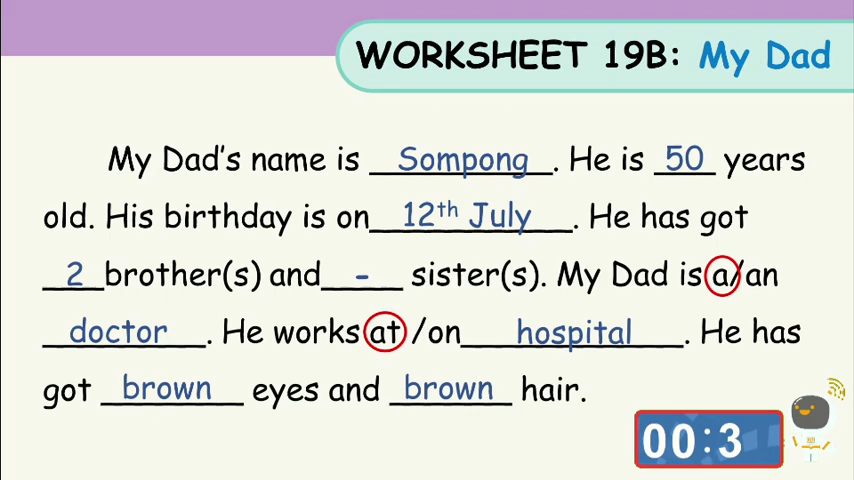 WORKSHEET 19B: My Dad
My Dad's name is Sompong. He is 50 years
old. His birthday is on 12th July. He has got
2 brother(s) and - sister(s). My Dad is a/an
doctor. He works at /on hospital. He has
got brown eyes and brown hair.
00:3